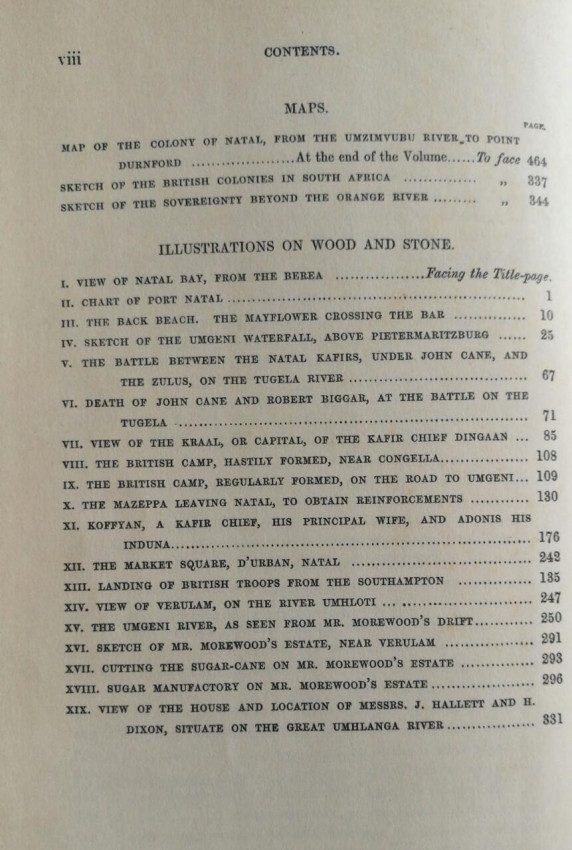 viii CONTENTS.
MAPS.
PAGE.
MAP OF THE COLONY OF NATAL, FROM THE UMZIMVUBU RIVER TO POINT
DURNFORD ....................At the end of the Volume......To face 464
SKETCH OF THE BRITISH COLONIES IN SOUTH AFRICA .............. „ 337
SKETCH OF THE SOVEREIGNTY BEYOND THE ORANGE RIVER ......... „ 344
ILLUSTRATIONS ON WOOD AND STONE.
I. VIEW OF NATAL BAY, FROM THE BEREA ..................Facing the Title-page.
II. CHART OF PORT NATAL ...................................................... 1
III. THE BACK BEACH. THE MAYFLOWER CROSSING THE BAR .............. 10
IV. SKETCH OF THE UMGENI WATERFALL, ABOVE PIETERMARITZBURG ...... 25
V. THE BATTLE BETWEEN THE NATAL KAFIRS, UNDER JOHN CANE, AND
THE ZULUS, ON THE TUGELA RIVER .................................. 67
VI. DEATH OF JOHN CANE AND ROBERT BIGGAR, AT THE BATTLE ON THE
TUGELA .................................................................. 71
VII. VIEW OF THE KRAAL, OR CAPITAL, OF THE KAFIR CHIEF DINGAAN ... 85
VIII. THE BRITISH CAMP, HASTILY FORMED, NEAR CONGELLA................. 108
IX. THE BRITISH CAMP, REGULARLY FORMED, ON THE ROAD TO UMGENI... 109
X. THE MAZEPPA LEAVING NATAL, TO OBTAIN REINFORCEMENTS ............ 130
XI. KOFFYAN, A KAFIR CHIEF, HIS PRINCIPAL WIFE, AND ADONIS HIS
INDUNA.................................................................... 176
XII. THE MARKET SQUARE, D'URBAN, NATAL .................................. 242
XIII. LANDING OF BRITISH TROOPS FROM THE SOUTHAMPTON .............. 135
XIV. VIEW OF VERULAM, ON THE RIVER UMHLOTI ... ............................ 247
XV. THE UMGENI RIVER, AS SEEN FROM MR. MOREWOOD'S DRIFT........... 250
XVI. SKETCH OF MR. MOREWOOD'S ESTATE, NEAR VERULAM ................. 291
XVII. CUTTING THE SUGAR-CANE ON MR. MOREWOOD'S ESTATE .............. 293
XVIII. SUGAR MANUFACTORY ON MR. MOREWOOD'S ESTATE .................... 296
XIX. VIEW OF THE HOUSE AND LOCATION OF MESSRS. J. HALLETT AND H.
DIXON, SITUATE ON THE GREAT UMHLANGA RIVER ................. 331